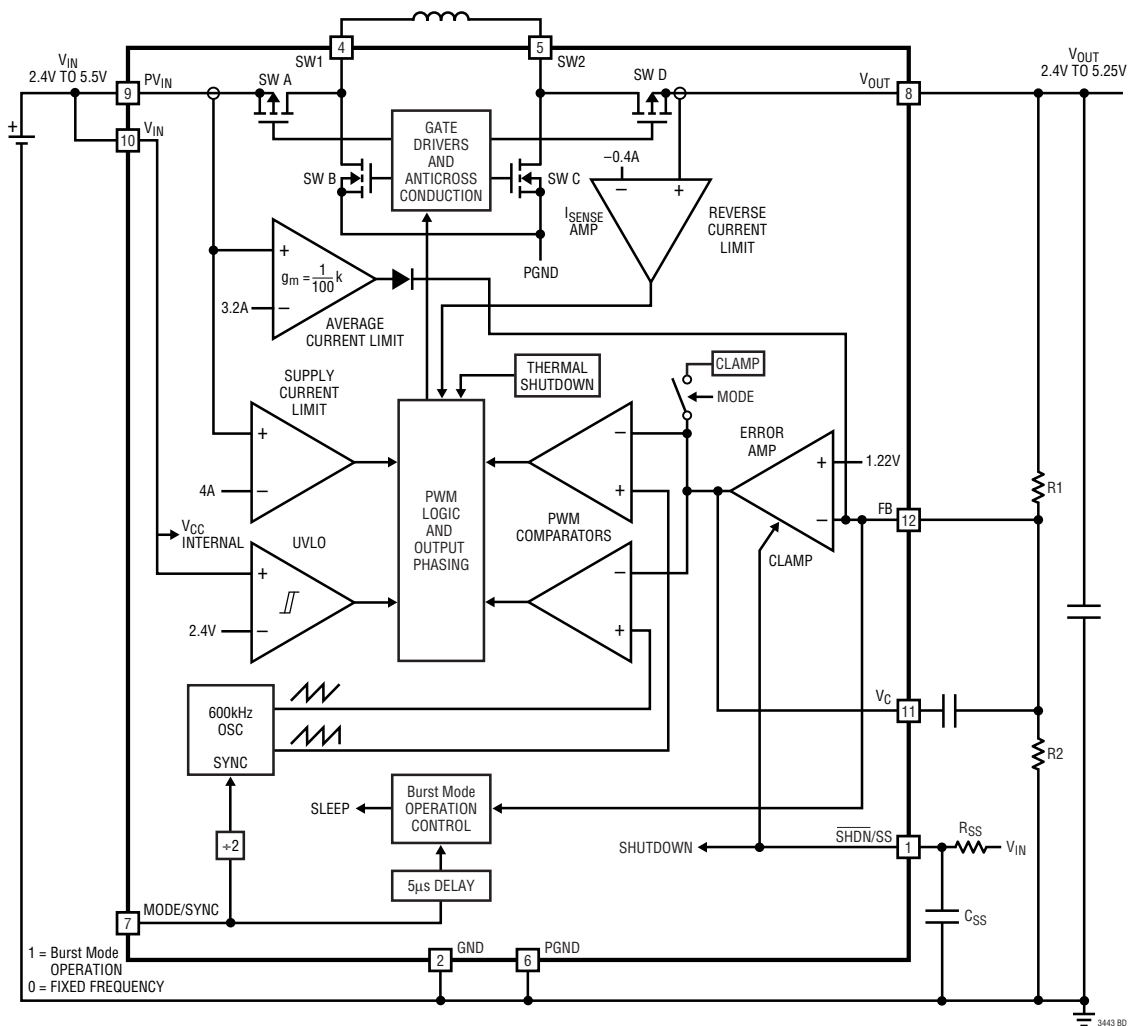 4
5
SW1
SW2
V_IN
2.4V TO 5.5V
PV_IN
9
SW A
SW D
V_OUT
8
V_OUT
2.4V TO 5.25V
+
10
V_IN
GATE
DRIVERS
AND
ANTICROSS
CONDUCTION
SW B
SW C
–0.4A
–
+
I_SENSE
AMP
REVERSE
CURRENT
LIMIT
PGND
+
g_m = 1/100 k
3.2A
–
AVERAGE
CURRENT LIMIT
THERMAL
SHUTDOWN
CLAMP
MODE
SUPPLY
CURRENT
LIMIT
+
4A
–
PWM
LOGIC
AND
OUTPUT
PHASING
–
+
PWM
COMPARATORS
–
+
ERROR
AMP
+
1.22V
–
CLAMP
FB
12
R1
V_CC
INTERNAL
UVLO
+
2.4V
–
600kHz
OSC
SYNC
V_C
11
R2
SLEEP
Burst Mode
OPERATION
CONTROL
÷2
5µs DELAY
SHUTDOWN
S̅H̅D̅N̅/SS
1
R_SS
V_IN
C_SS
7
MODE/SYNC
1 = Burst Mode
OPERATION
0 = FIXED FREQUENCY
2
GND
6
PGND
3443 BD